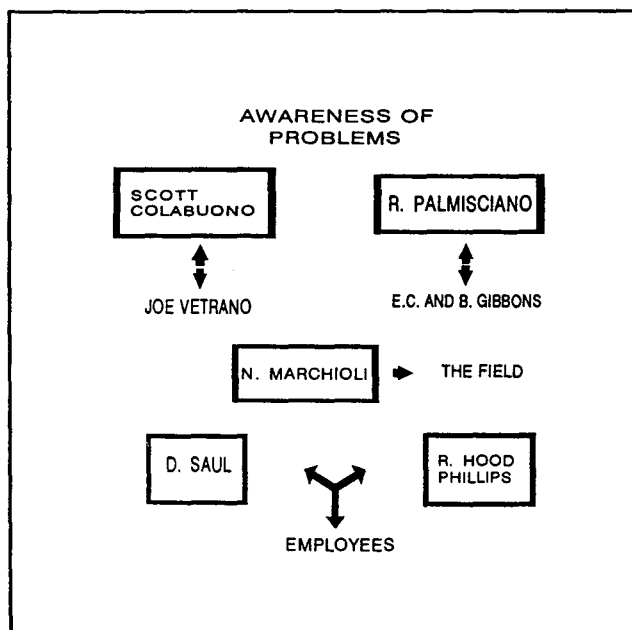 AWARENESS OF
PROBLEMS
SCOTT
COLABUONO
R. PALMISCIANO
JOE VETRANO
E.C. AND B. GIBBONS
N. MARCHIOLI
THE FIELD
D. SAUL
R. HOOD
PHILLIPS
EMPLOYEES